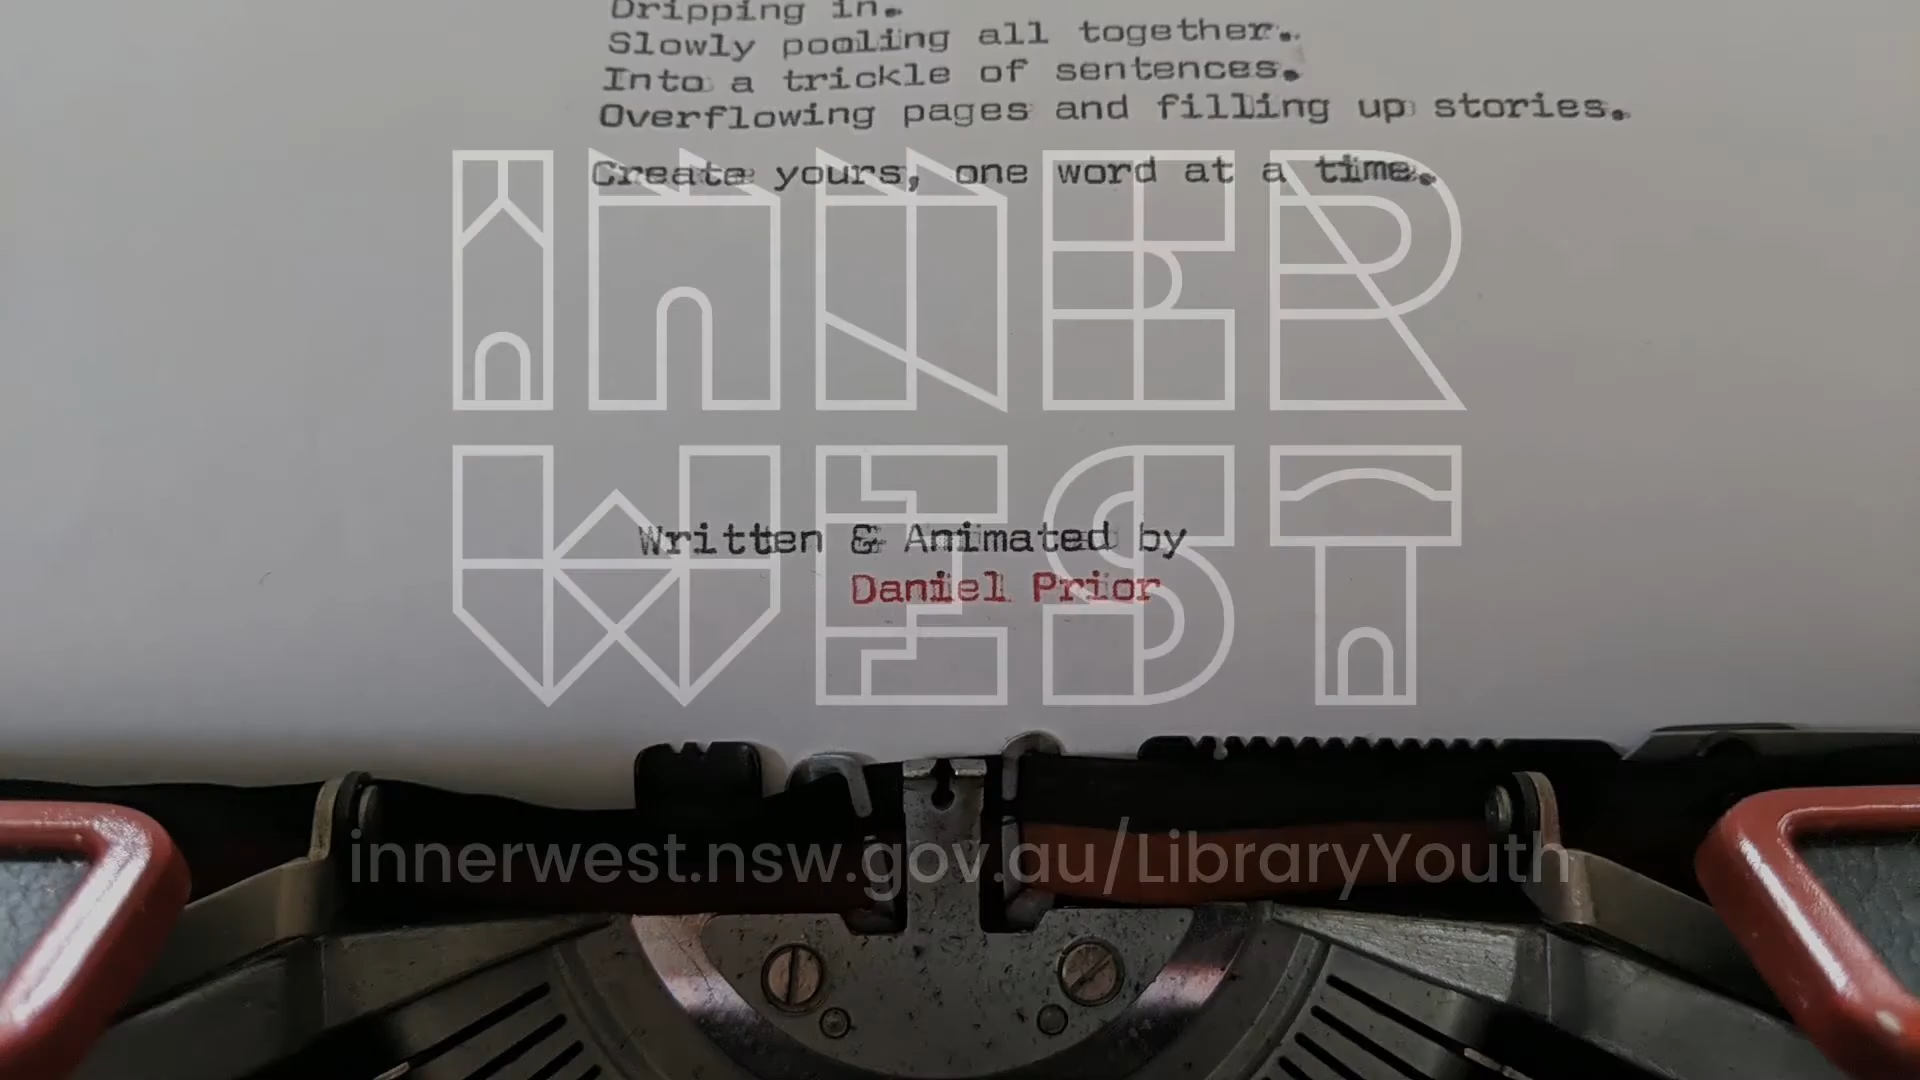 Dripping in.
Slowly pooling all together.
Into a trickle of sentences.
Overflowing pages and filling up stories.
Create yours, one word at a time.
INNER
WEST
Written & Animated by
Daniel Prior
innerwest.nsw.gov.au/LibraryYouth